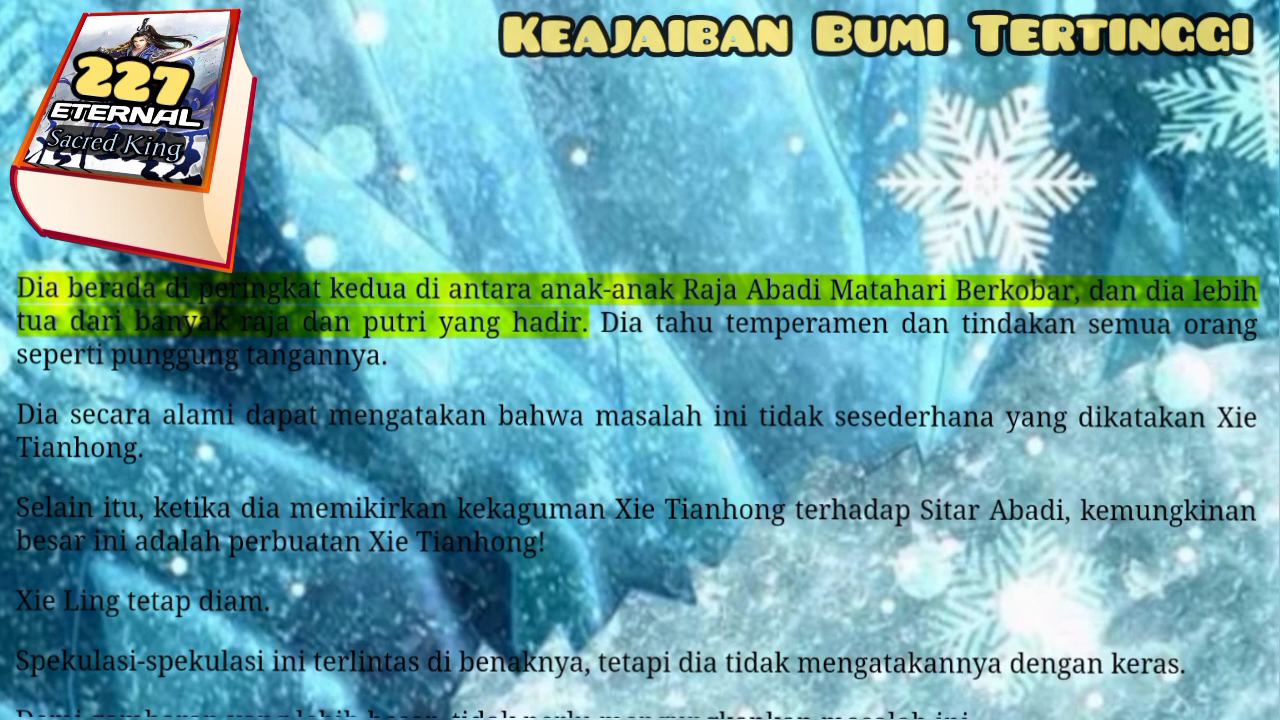 KEAJAIBAN BUMI TERTINGGI
227
ETERNAL
Sacred King
Dia berada di peringkat kedua di antara anak-anak Raja Abadi Matahari Berkobar, dan dia lebih
tua dari banyak raja dan putri yang hadir. Dia tahu temperamen dan tindakan semua orang
seperti punggung tangannya.
Dia secara alami dapat mengatakan bahwa masalah ini tidak sesederhana yang dikatakan Xie
Tianhong.
Selain itu, ketika dia memikirkan kekaguman Xie Tianhong terhadap Sitar Abadi, kemungkinan
besar ini adalah perbuatan Xie Tianhong!
Xie Ling tetap diam.
Spekulasi-spekulasi ini terlintas di benaknya, tetapi dia tidak mengatakannya dengan keras.